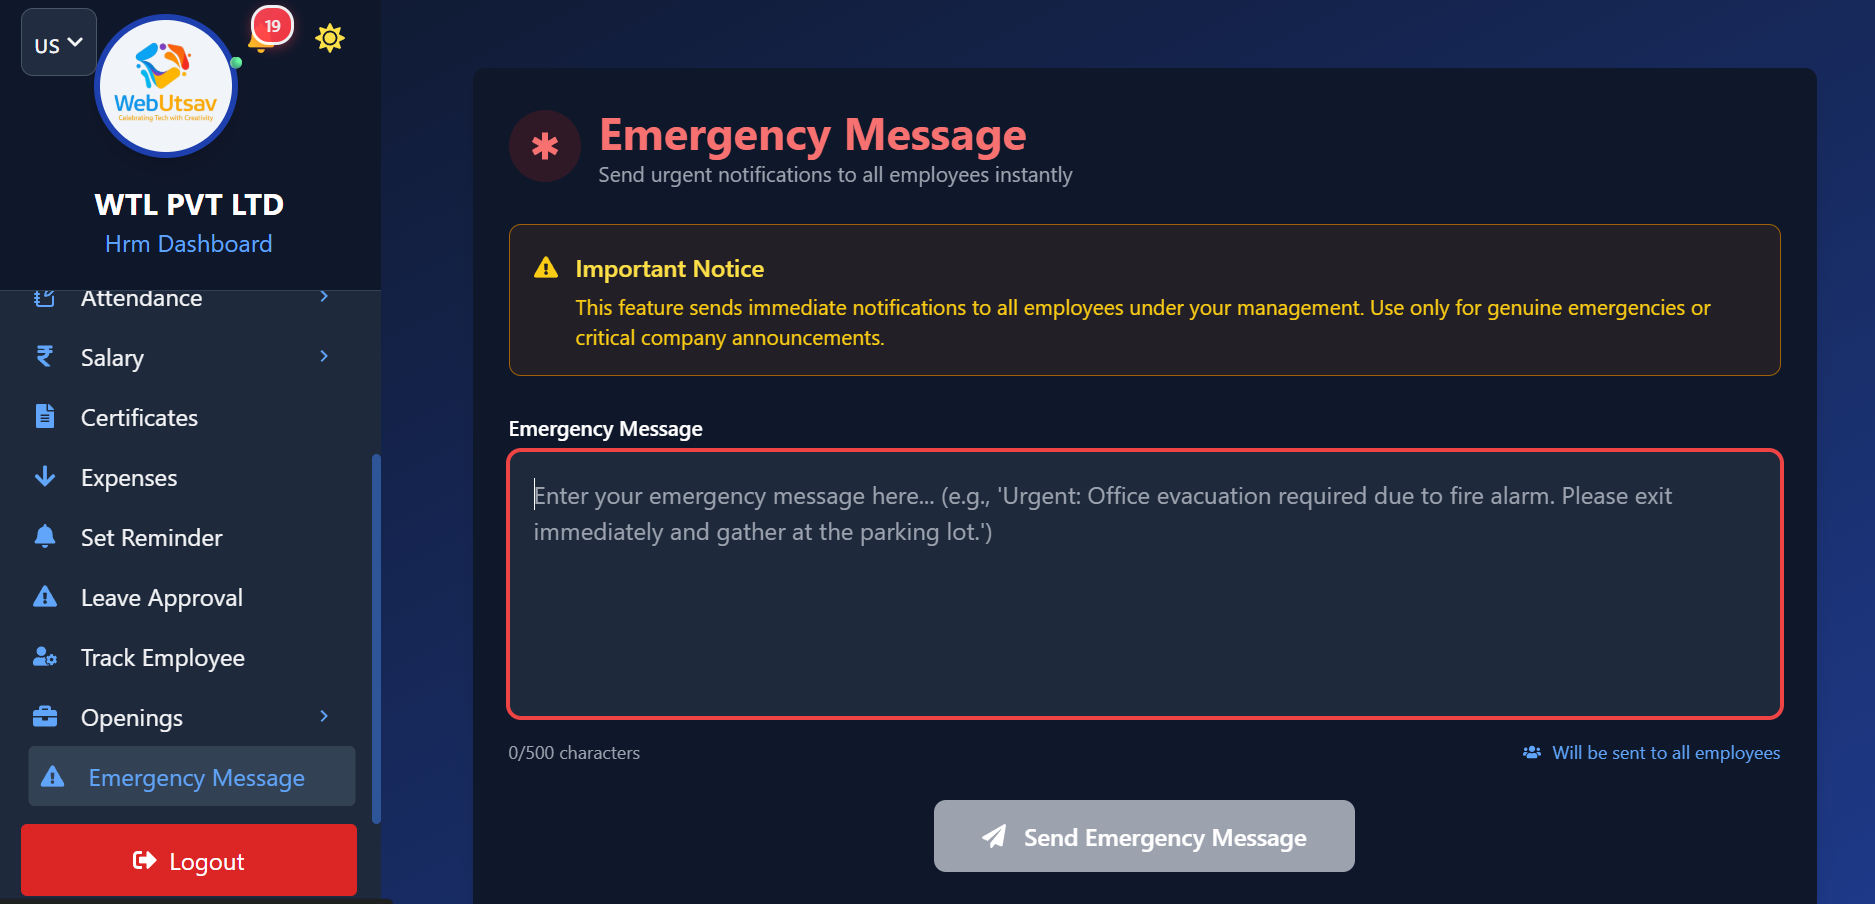 US
19
WebUtsav
Celebrating Tech with Creativity
WTL PVT LTD
Hrm Dashboard
Attendance
Salary
Certificates
Expenses
Set Reminder
Leave Approval
Track Employee
Openings
Emergency Message
Logout
Emergency Message
Send urgent notifications to all employees instantly
Important Notice
This feature sends immediate notifications to all employees under your management. Use only for genuine emergencies or
critical company announcements.
Emergency Message
Enter your emergency message here... (e.g., 'Urgent: Office evacuation required due to fire alarm. Please exit
immediately and gather at the parking lot.')
0/500 characters
Will be sent to all employees
Send Emergency Message